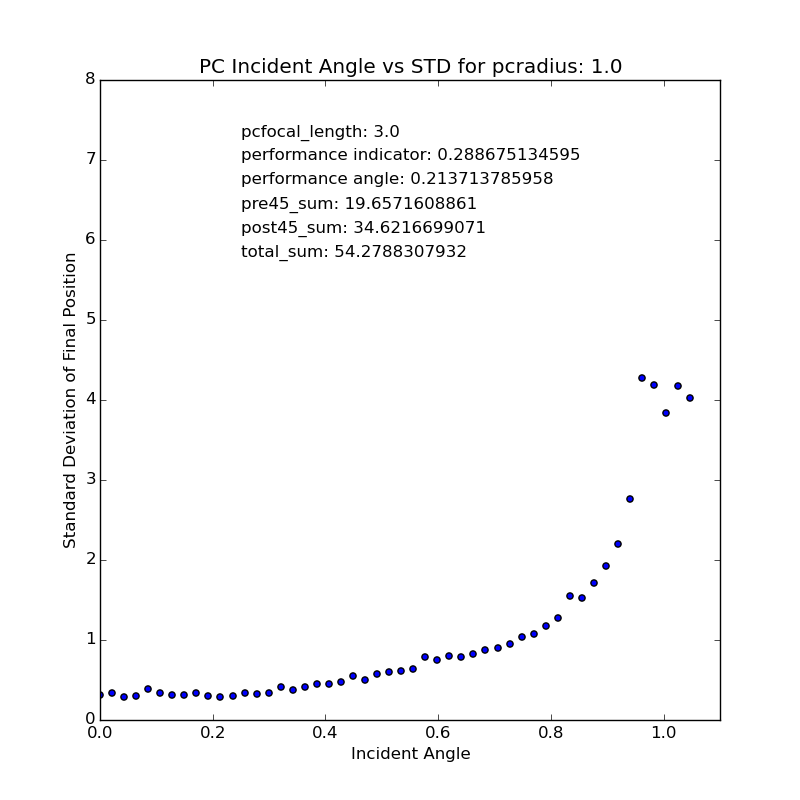 PC Incident Angle vs STD for pcradius: 1.0
8
7
6
5
4
3
2
1
0
Standard Deviation of Final Position
pcfocal_length: 3.0
performance indicator: 0.288675134595
performance angle: 0.213713785958
pre45_sum: 19.6571608861
post45_sum: 34.6216699071
total_sum: 54.2788307932
0.0 0.2 0.4 0.6 0.8 1.0
Incident Angle